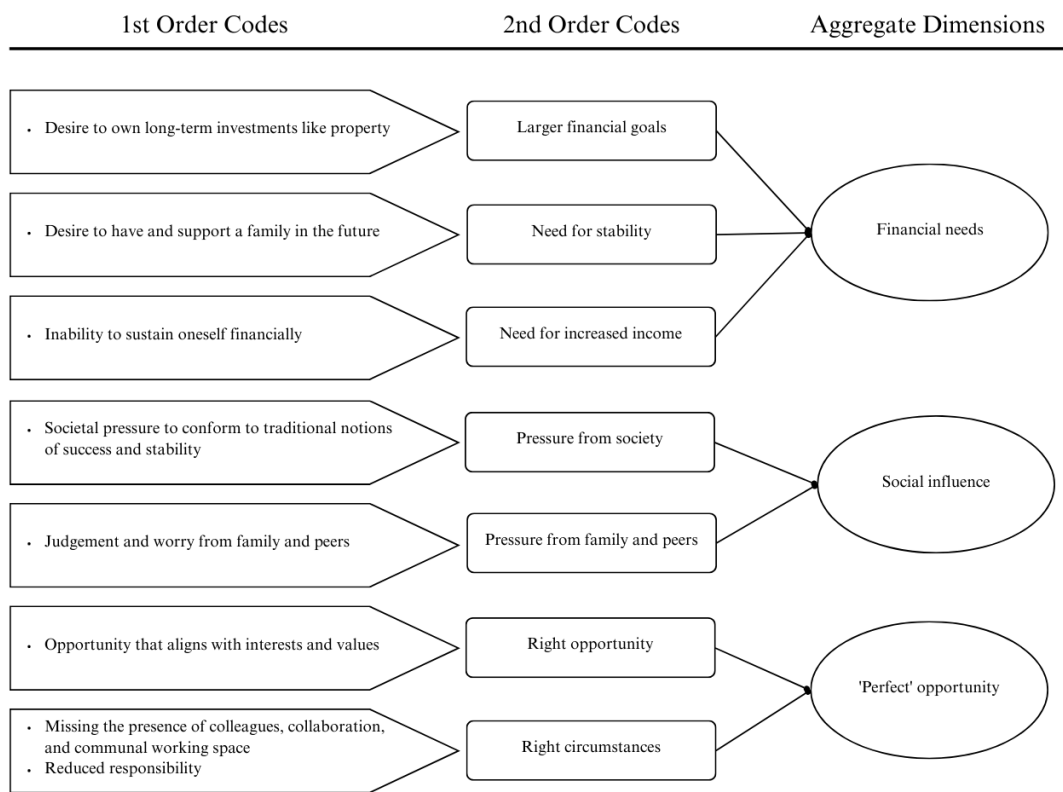 1st Order Codes
2nd Order Codes
Aggregate Dimensions
• Desire to own long-term investments like property
Larger financial goals
• Desire to have and support a family in the future
Need for stability
Financial needs
• Inability to sustain oneself financially
Need for increased income
• Societal pressure to conform to traditional notions
of success and stability
Pressure from society
Social influence
• Judgement and worry from family and peers
Pressure from family and peers
• Opportunity that aligns with interests and values
Right opportunity
'Perfect' opportunity
• Missing the presence of colleagues, collaboration,
and communal working space
• Reduced responsibility
Right circumstances